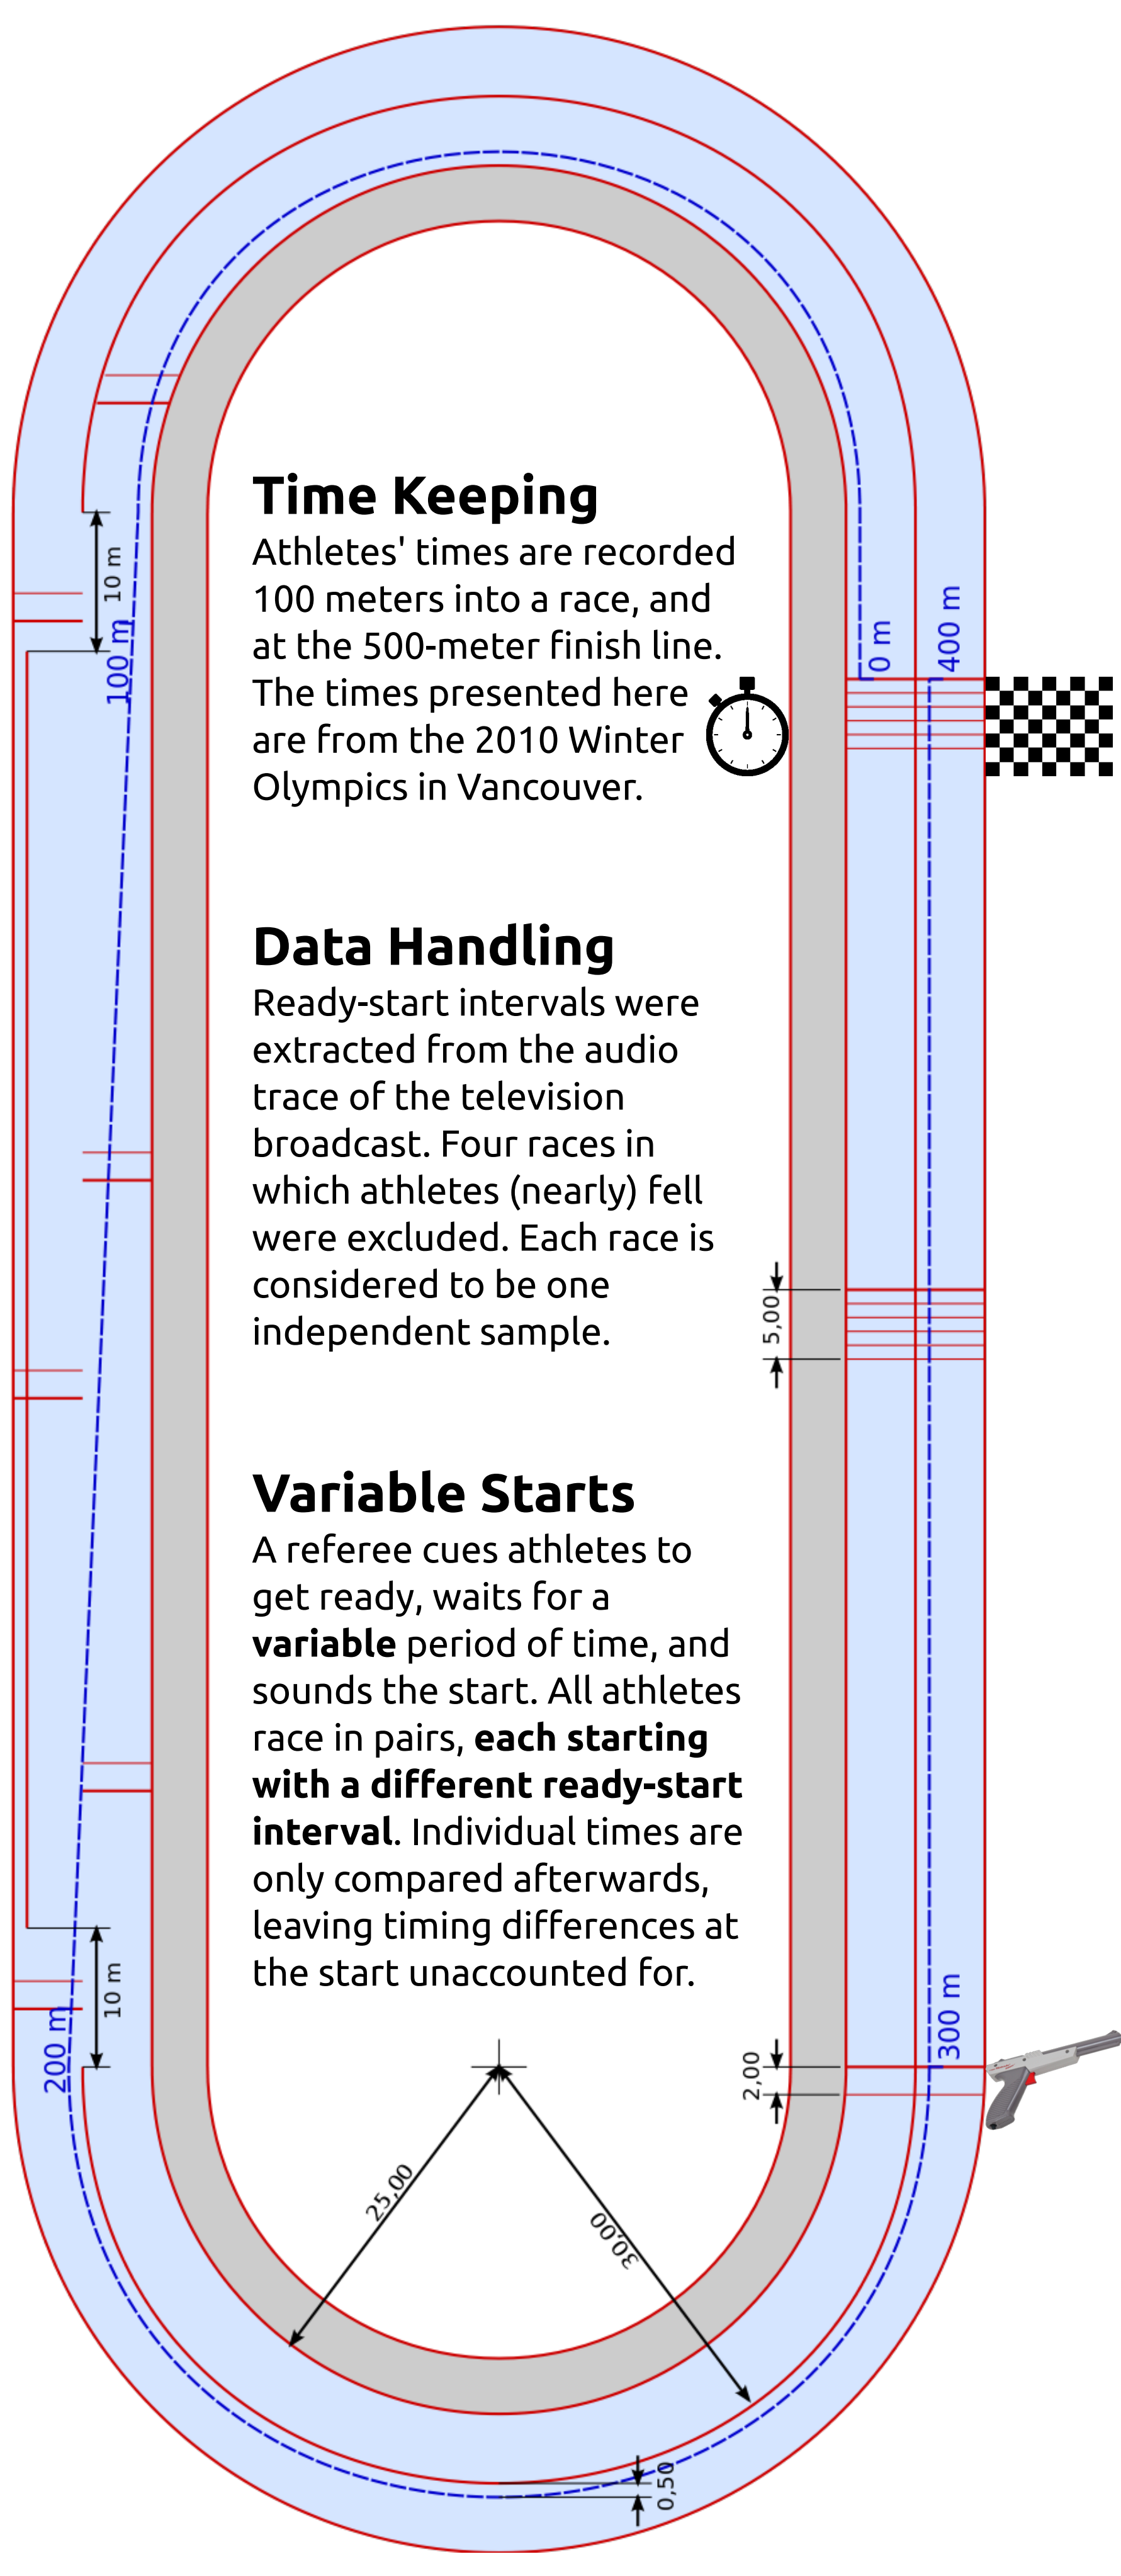 Time Keeping
Athletes' times are recorded
100 meters into a race, and
at the 500-meter finish line.
The times presented here
are from the 2010 Winter
Olympics in Vancouver.
Data Handling
Ready-start intervals were
extracted from the audio
trace of the television
broadcast. Four races in
which athletes (nearly) fell
were excluded. Each race is
considered to be one
independent sample.
Variable Starts
A referee cues athletes to
get ready, waits for a
variable period of time, and
sounds the start. All athletes
race in pairs, each starting
with a different ready-start
interval. Individual times are
only compared afterwards,
leaving timing differences at
the start unaccounted for.
10 m
100 m
0 m
400 m
5,00
10 m
200 m
300 m
2,00
25,00
30,00
0,50